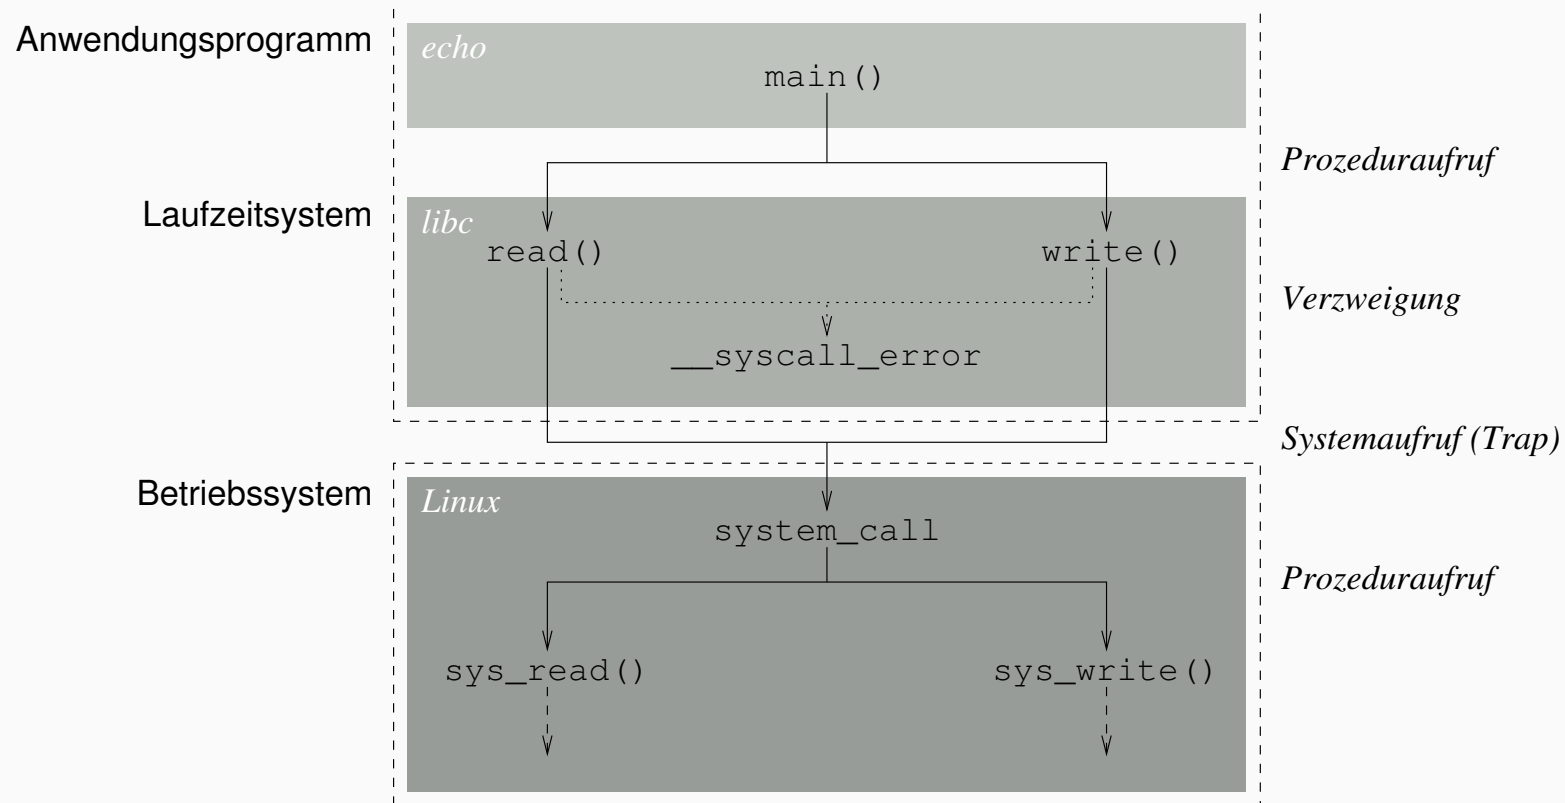 Anwendungsprogramm
echo
main()
Prozeduraufruf
Laufzeitsystem
libc
read()
write()
Verzweigung
__syscall_error
Systemaufruf (Trap)
Betriebssystem
Linux
system_call
Prozeduraufruf
sys_read()
sys_write()